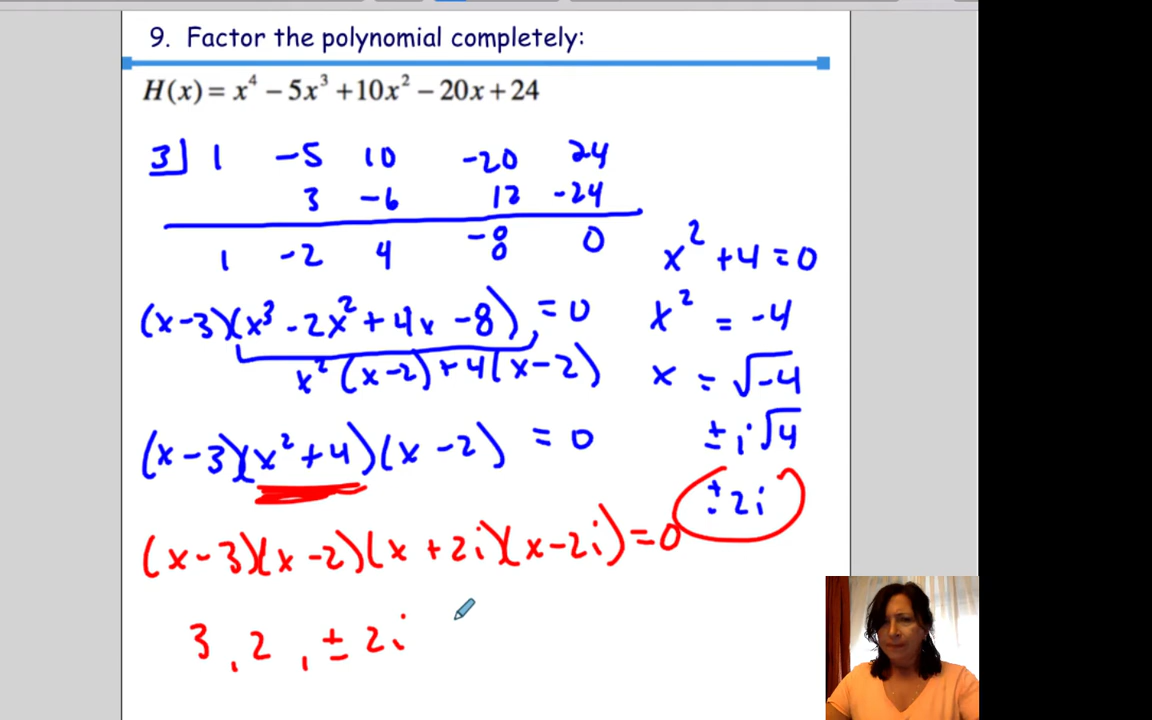 9. Factor the polynomial completely:
H(x) = x⁴ − 5x³ + 10x² − 20x + 24
3 | 1 −5 10 −20 24
3 −6 12 −24
1 −2 4 −8 0
(x−3)(x³ − 2x² + 4x − 8) = 0
x²(x−2) + 4(x−2)
(x−3)(x² + 4)(x − 2) = 0
x² + 4 = 0
x² = −4
x = √−4
± i√4
± 2i
(x−3)(x−2)(x + 2i)(x − 2i) = 0
3, 2, ± 2i